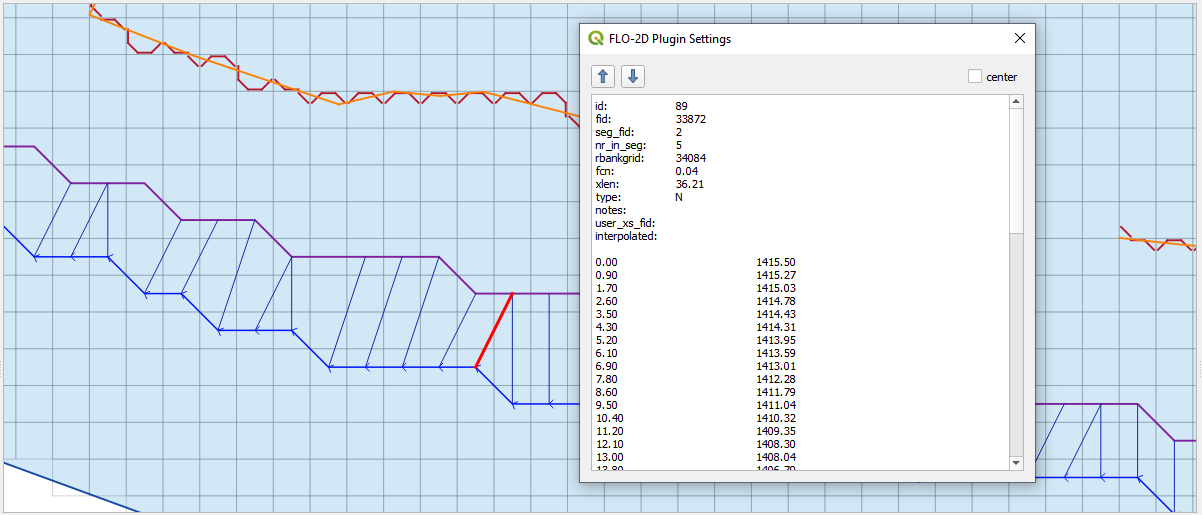 FLO-2D Plugin Settings
center
id: 89
fid: 33872
seg_fid: 2
nr_in_seg: 5
rbankgrid: 34084
fcn: 0.04
xlen: 36.21
type: N
notes:
user_xs_fid:
interpolated:
0.00 1415.50
0.90 1415.27
1.70 1415.03
2.60 1414.78
3.50 1414.43
4.30 1414.31
5.20 1413.95
6.10 1413.59
6.90 1413.01
7.80 1412.28
8.60 1411.79
9.50 1411.04
10.40 1410.32
11.20 1409.35
12.10 1408.30
13.00 1408.04
13.80 1406.70